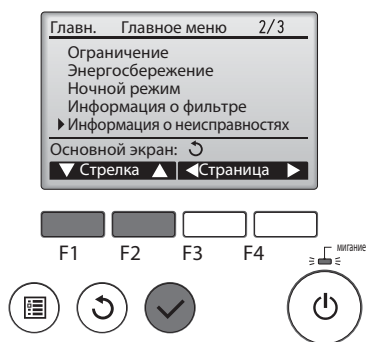 Главн. Главное меню 2/3
Ограничение
Энергосбережение
Ночной режим
Информация о фильтре
Информация о неисправностях
Основной экран:
Стрелка Страница
F1 F2 F3 F4
мигание